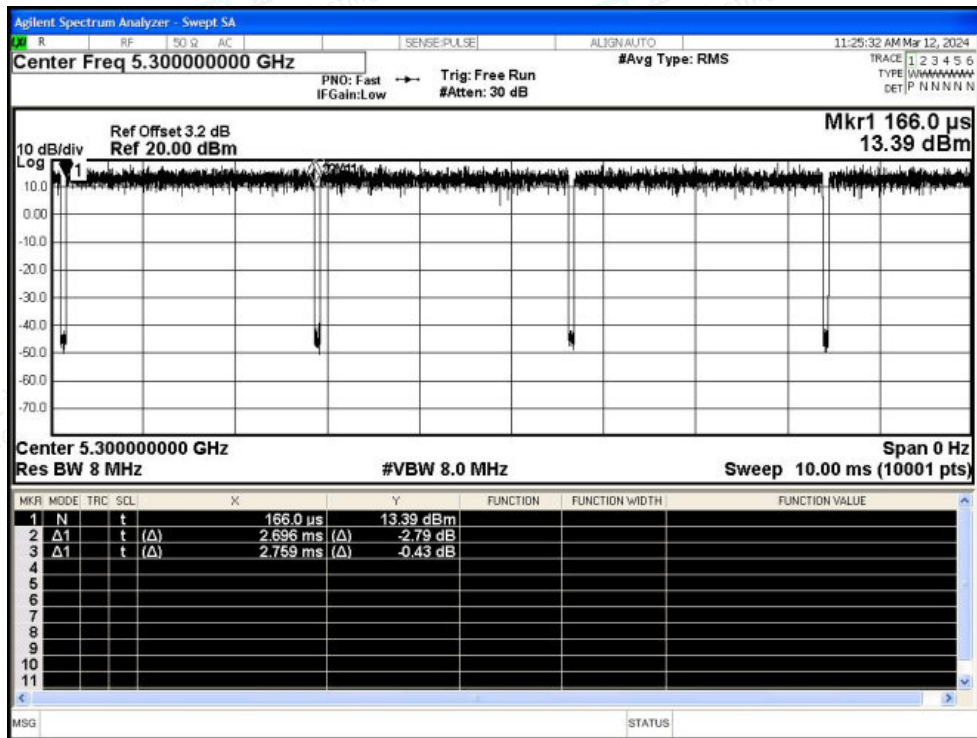 Agilent Spectrum Analyzer - Swept SA
LXI R RF 50 Ω AC SENSE:PULSE ALIGNAUTO 11:25:32 AM Mar 12, 2024
Center Freq 5.300000000 GHz #Avg Type: RMS TRACE 1 2 3 4 5 6
PNO: Fast Trig: Free Run TYPE WWWWWW
IFGain:Low #Atten: 30 dB DET P N N N N N
Mkr1 166.0 µs
Ref Offset 3.2 dB
10 dB/div Ref 20.00 dBm 13.39 dBm
Log
1
10.0
0.00
-10.0
-20.0
-30.0
-40.0
-50.0
-60.0
-70.0
Center 5.300000000 GHz Span 0 Hz
Res BW 8 MHz #VBW 8.0 MHz Sweep 10.00 ms (10001 pts)
MKR MODE TRC SCL X Y FUNCTION FUNCTION WIDTH FUNCTION VALUE
1 N t 166.0 µs 13.39 dBm
2 Δ1 t (Δ) 2.696 ms (Δ) -2.79 dB
3 Δ1 t (Δ) 2.759 ms (Δ) -0.43 dB
4
5
6
7
8
9
10
11
MSG STATUS